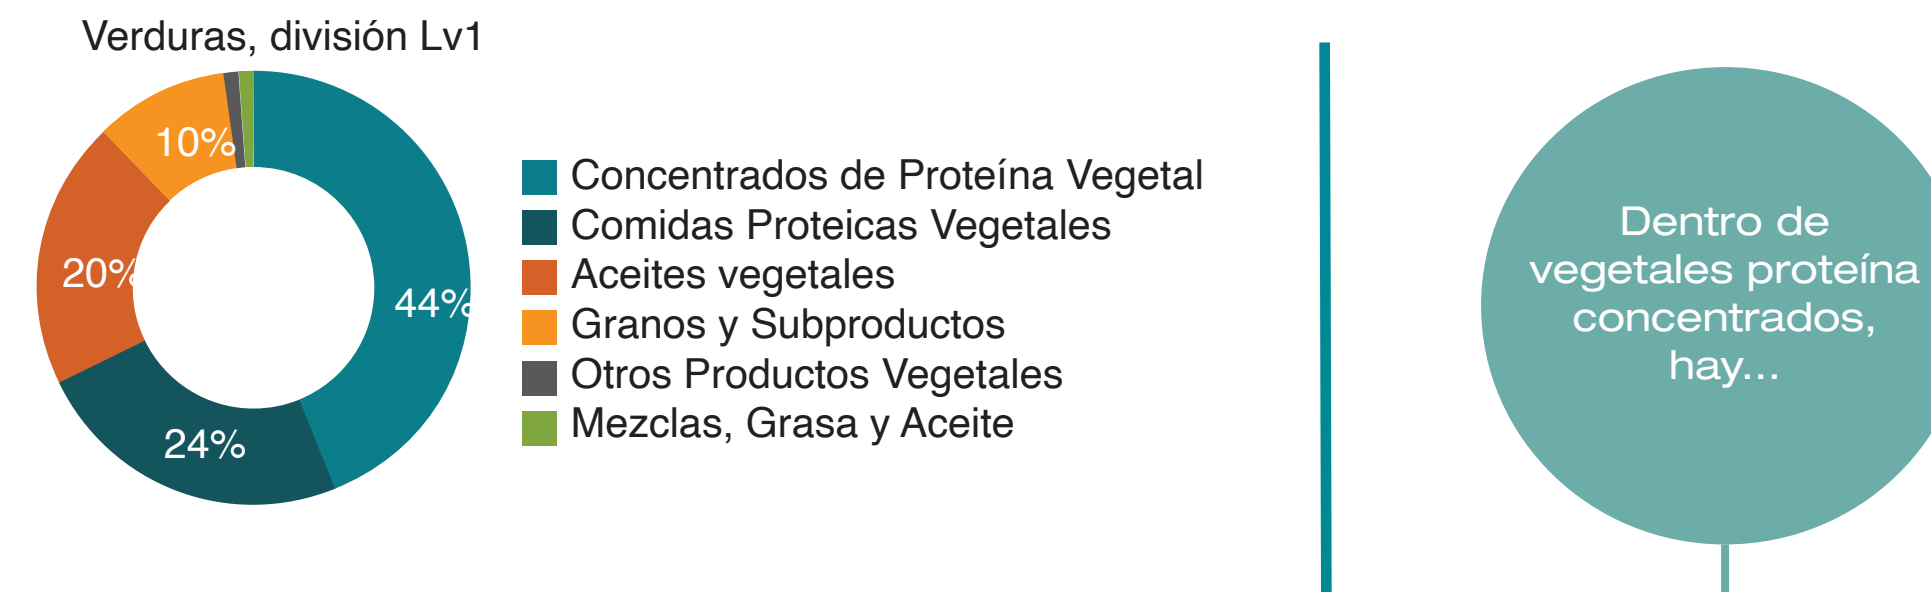 Verduras, división Lv1
10%
20%
44%
24%
Concentrados de Proteína Vegetal
Comidas Proteicas Vegetales
Aceites vegetales
Granos y Subproductos
Otros Productos Vegetales
Mezclas, Grasa y Aceite
Dentro de
vegetales proteína
concentrados,
hay...